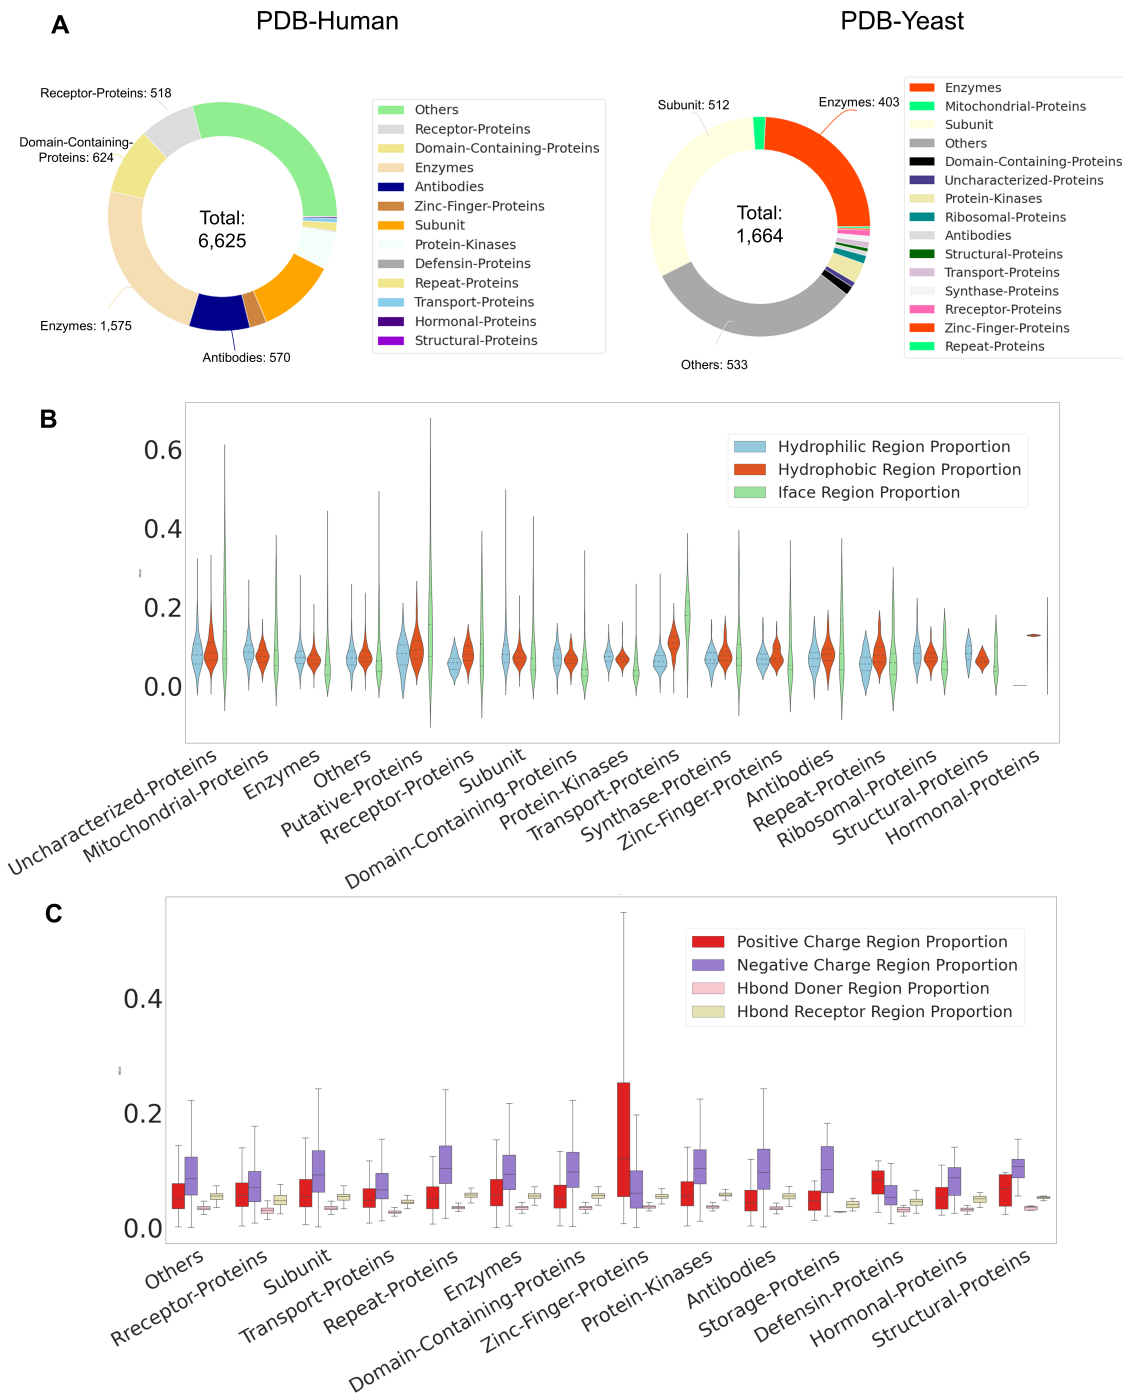 A
PDB-Human
PDB-Yeast
Receptor-Proteins: 518
Domain-Containing-
Proteins: 624
Enzymes: 1,575
Antibodies: 570
Total:
6,625
Others
Receptor-Proteins
Domain-Containing-Proteins
Enzymes
Antibodies
Zinc-Finger-Proteins
Subunit
Protein-Kinases
Defensin-Proteins
Repeat-Proteins
Transport-Proteins
Hormonal-Proteins
Structural-Proteins
Subunit: 512
Enzymes: 403
Others: 533
Total:
1,664
Enzymes
Mitochondrial-Proteins
Subunit
Others
Domain-Containing-Proteins
Uncharacterized-Proteins
Protein-Kinases
Ribosomal-Proteins
Antibodies
Structural-Proteins
Transport-Proteins
Synthase-Proteins
Rreceptor-Proteins
Zinc-Finger-Proteins
Repeat-Proteins
B
0.6
0.4
0.2
0.0
Hydrophilic Region Proportion
Hydrophobic Region Proportion
Iface Region Proportion
Uncharacterized-Proteins
Mitochondrial-Proteins
Enzymes
Others
Putative-Proteins
Rreceptor-Proteins
Subunit
Domain-Containing-Proteins
Protein-Kinases
Transport-Proteins
Synthase-Proteins
Zinc-Finger-Proteins
Antibodies
Repeat-Proteins
Ribosomal-Proteins
Structural-Proteins
Hormonal-Proteins
C
0.4
0.2
0.0
Positive Charge Region Proportion
Negative Charge Region Proportion
Hbond Doner Region Proportion
Hbond Receptor Region Proportion
Others
Rreceptor-Proteins
Subunit
Transport-Proteins
Repeat-Proteins
Enzymes
Domain-Containing-Proteins
Zinc-Finger-Proteins
Protein-Kinases
Antibodies
Storage-Proteins
Defensin-Proteins
Hormonal-Proteins
Structural-Proteins